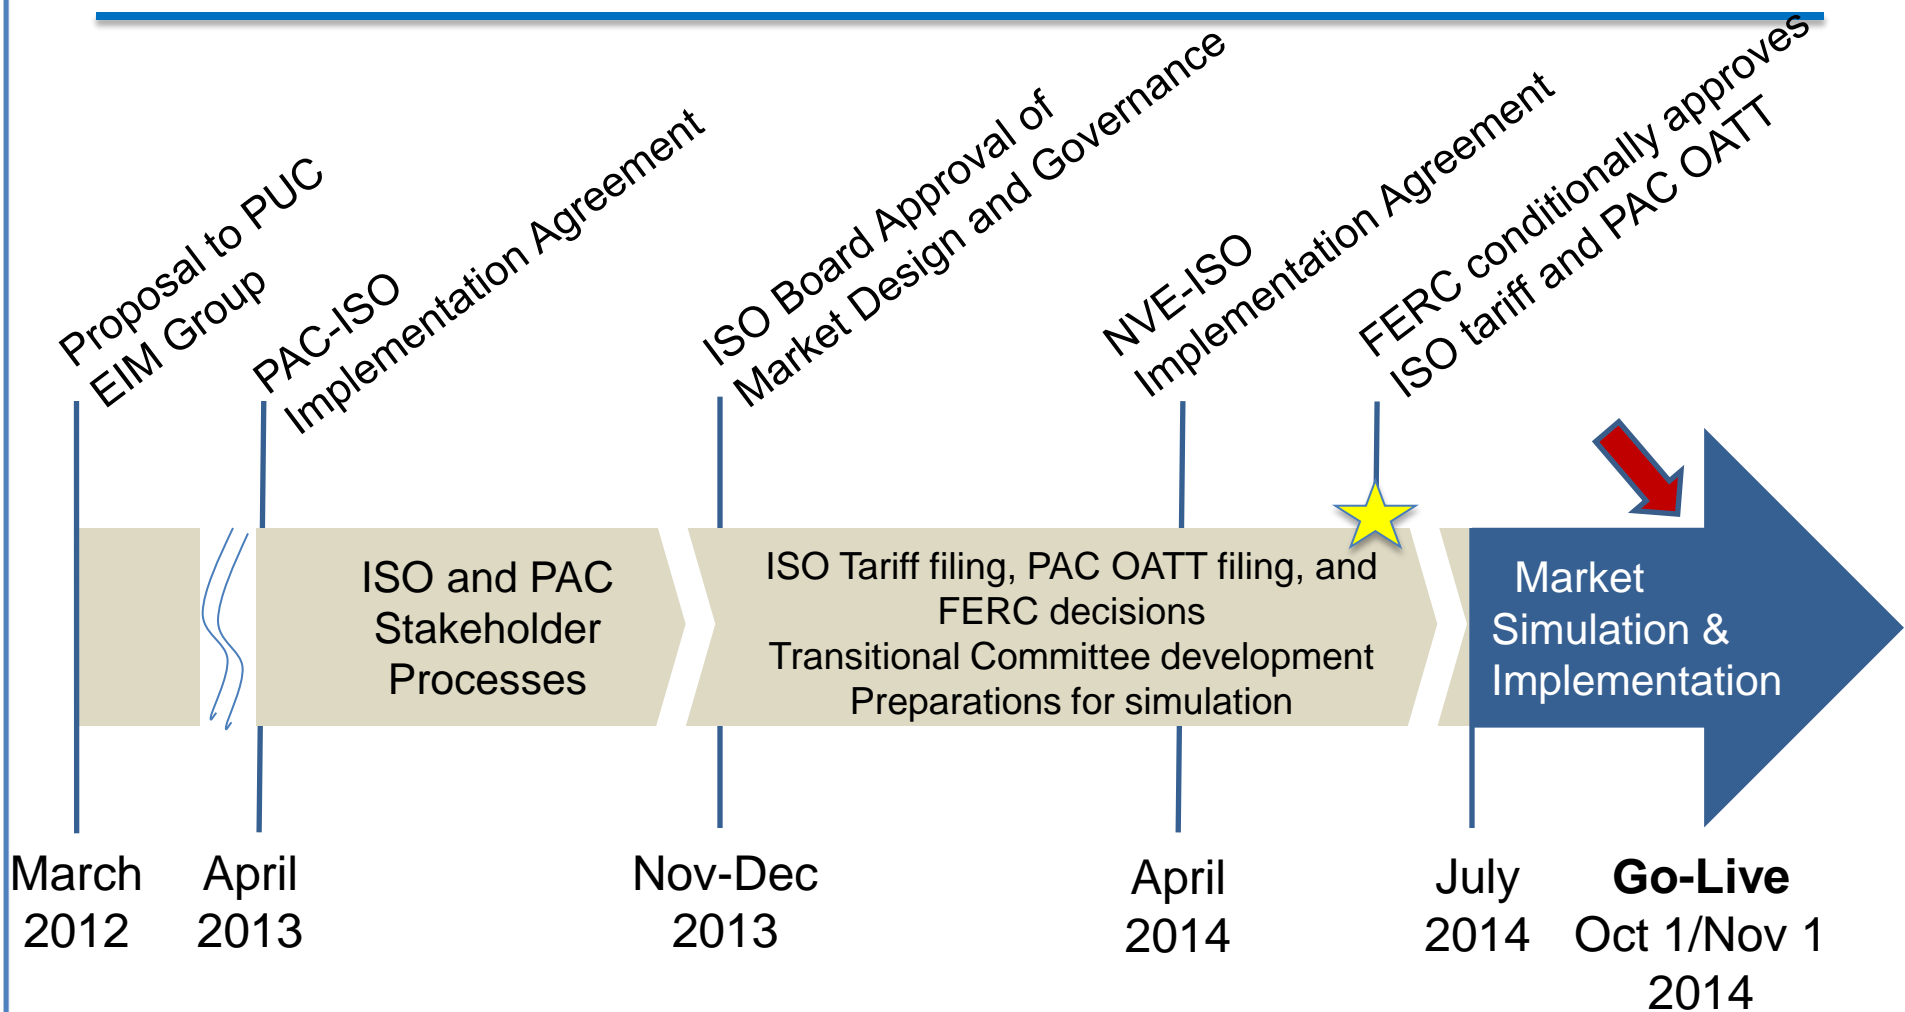 Proposal to PUC
EIM Group
PAC-ISO
Implementation Agreement
ISO Board Approval of
Market Design and Governance
NVE-ISO
Implementation Agreement
FERC conditionally approves
ISO tariff and PAC OATT
ISO and PAC
Stakeholder
Processes
ISO Tariff filing, PAC OATT filing, and
FERC decisions
Transitional Committee development
Preparations for simulation
Market
Simulation &
Implementation
March
2012
April
2013
Nov-Dec
2013
April
2014
July
2014
Go-Live
Oct 1/Nov 1
2014